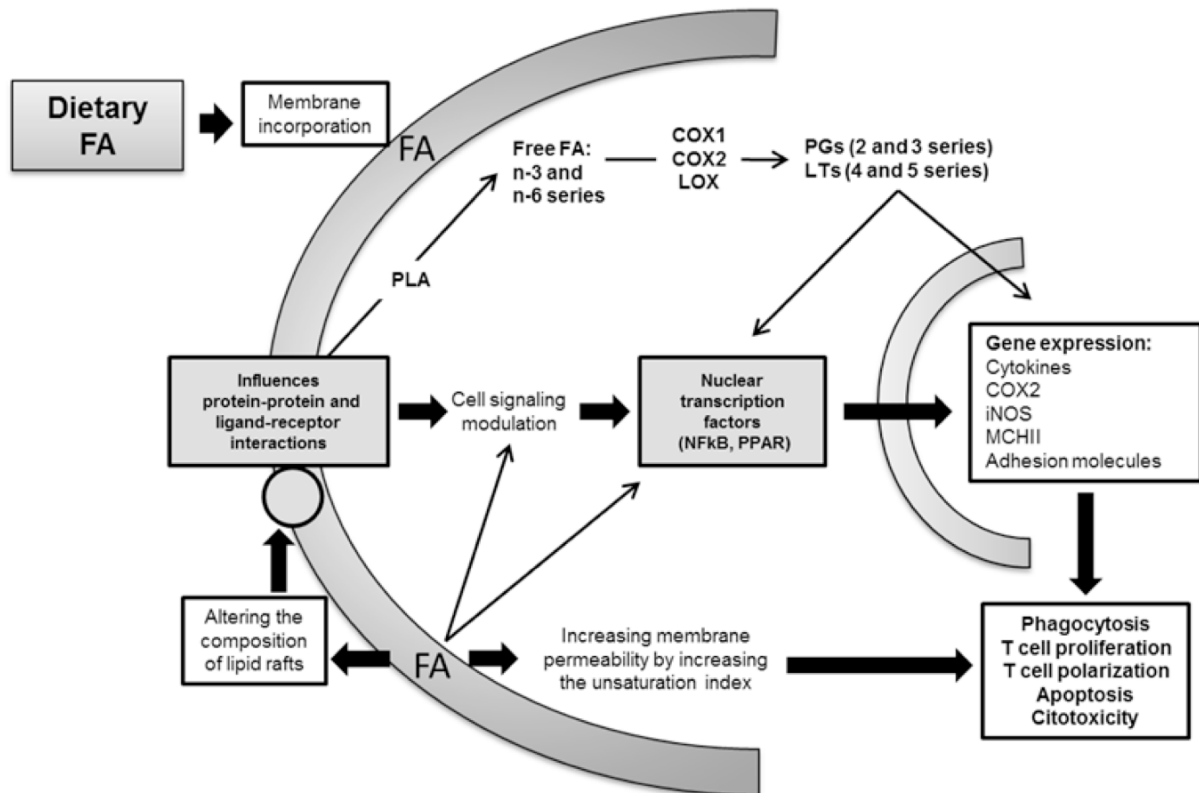 Dietary
FA
Membrane
incorporation
FA
Free FA:
n-3 and
n-6 series
COX1
COX2
LOX
PGs (2 and 3 series)
LTs (4 and 5 series)
PLA
Influences
protein-protein and
ligand-receptor
interactions
Cell signaling
modulation
Nuclear
transcription
factors
(NFkB, PPAR)
Gene expression:
Cytokines
COX2
iNOS
MCHII
Adhesion molecules
Altering the
composition
of lipid rafts
FA
Increasing membrane
permeability by increasing
the unsaturation index
Phagocytosis
T cell proliferation
T cell polarization
Apoptosis
Citotoxicity